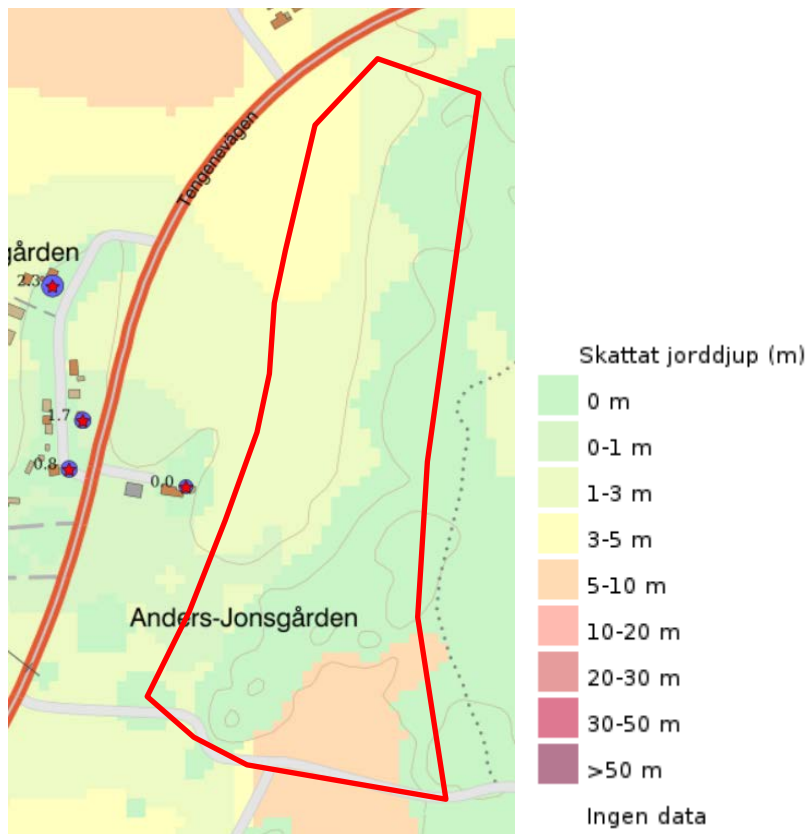 Tengenevägen
gården
2.3
1.7
0.8
0.0
Anders-Jonsgården
Skattat jorddjup (m)
0 m
0-1 m
1-3 m
3-5 m
5-10 m
10-20 m
20-30 m
30-50 m
>50 m
Ingen data